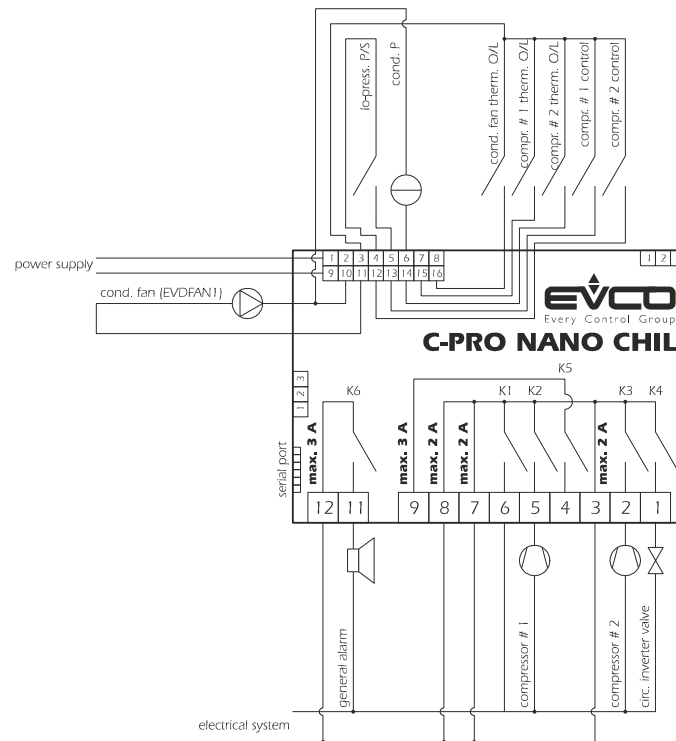 lo-press. P/S
cond. P
cond. fan therm. O/L
compr. # 1 therm. O/L
compr. # 2 therm. O/L
compr. # 1 control
compr. # 2 control
power supply
1 2 3 4 5 6 7 8
9 10 11 12 13 14 15 16
1 2
cond. fan (EVDFAN1)
EVCO
Every Control Group
C-PRO NANO CHIL
3
2
1
serial port
K6
K5
K1 K2 K3 K4
max. 3 A
max. 3 A
max. 2 A
max. 2 A
max. 2 A
12 11 9 8 7 6 5 4 3 2 1
general alarm
compressor # 1
compressor # 2
circ. inverter valve
electrical system